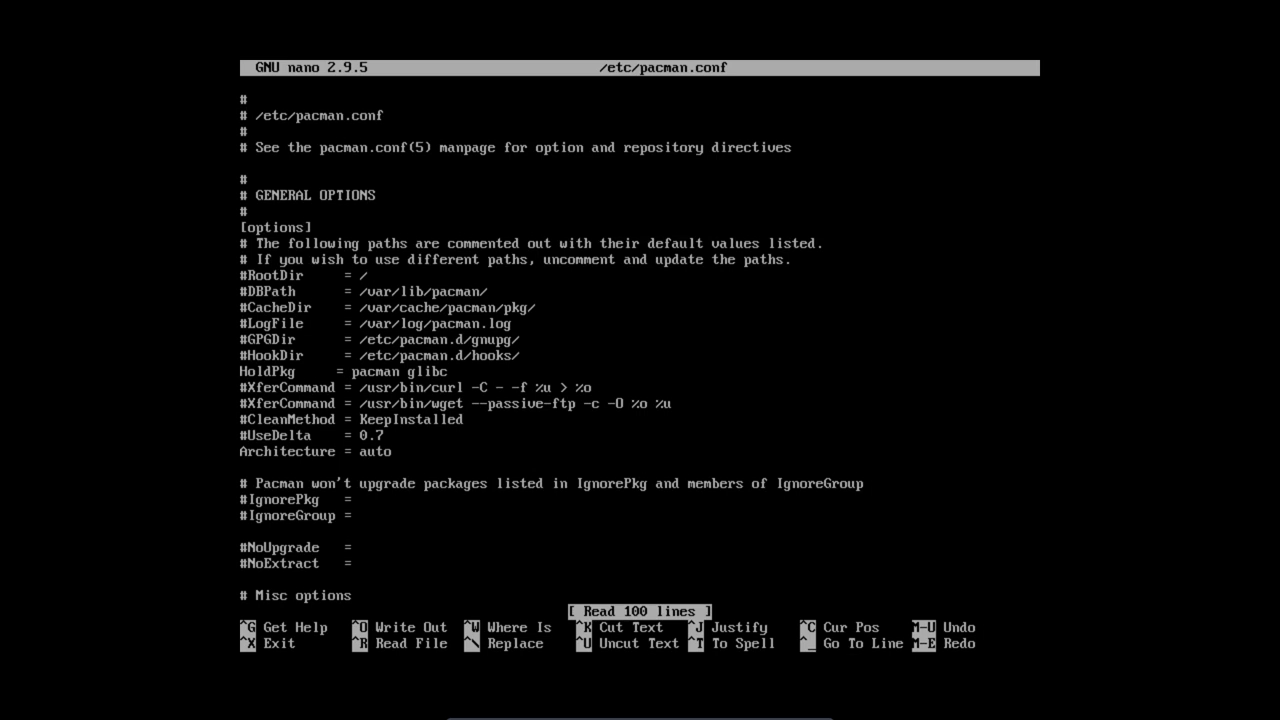 GNU nano 2.9.5 /etc/pacman.conf
#
# /etc/pacman.conf
#
# See the pacman.conf(5) manpage for option and repository directives
#
# GENERAL OPTIONS
#
[options]
# The following paths are commented out with their default values listed.
# If you wish to use different paths, uncomment and update the paths.
#RootDir     = /
#DBPath      = /var/lib/pacman/
#CacheDir    = /var/cache/pacman/pkg/
#LogFile     = /var/log/pacman.log
#GPGDir      = /etc/pacman.d/gnupg/
#HookDir     = /etc/pacman.d/hooks/
HoldPkg     = pacman glibc
#XferCommand = /usr/bin/curl -C - -f %u > %o
#XferCommand = /usr/bin/wget --passive-ftp -c -O %o %u
#CleanMethod = KeepInstalled
#UseDelta    = 0.7
Architecture = auto
# Pacman won't upgrade packages listed in IgnorePkg and members of IgnoreGroup
#IgnorePkg   =
#IgnoreGroup =
#NoUpgrade   =
#NoExtract   =
# Misc options
[ Read 100 lines ]
^G Get Help ^O Write Out ^W Where Is ^K Cut Text ^J Justify ^C Cur Pos M-U Undo
^X Exit ^R Read File ^\ Replace ^U Uncut Text ^T To Spell ^_ Go To Line M-E Redo